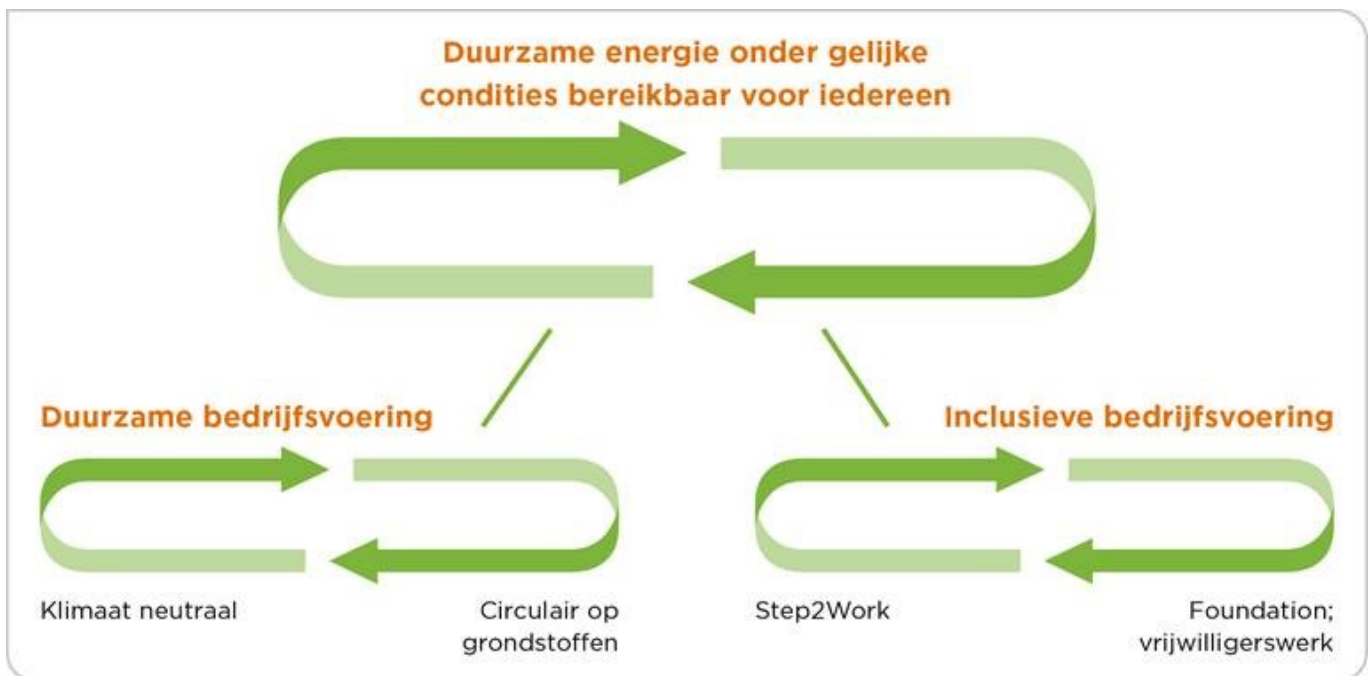 Duurzame energie onder gelijke
condities bereikbaar voor iedereen
Duurzame bedrijfsvoering
Klimaat neutraal
Circulair op
grondstoffen
Inclusieve bedrijfsvoering
Step2Work
Foundation;
vrijwilligerswerk